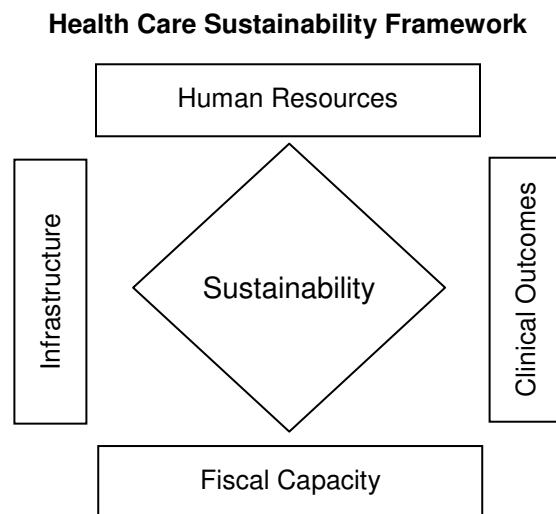 Health Care Sustainability Framework
Human Resources
Infrastructure
Sustainability
Clinical Outcomes
Fiscal Capacity